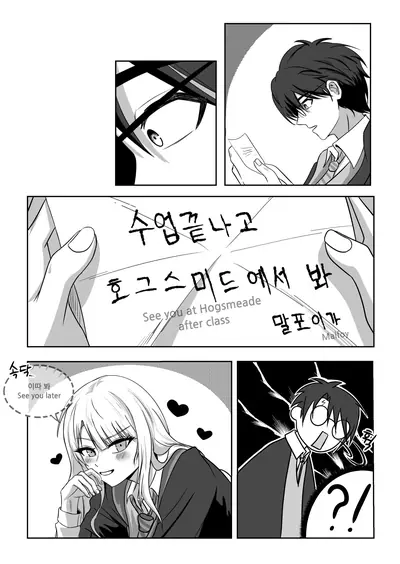 수업끝나고
호그스미드에서 봐
See you at Hogsmeade
after class
말포이가
Malfoy
속닥
이따 봐
See you later
?!